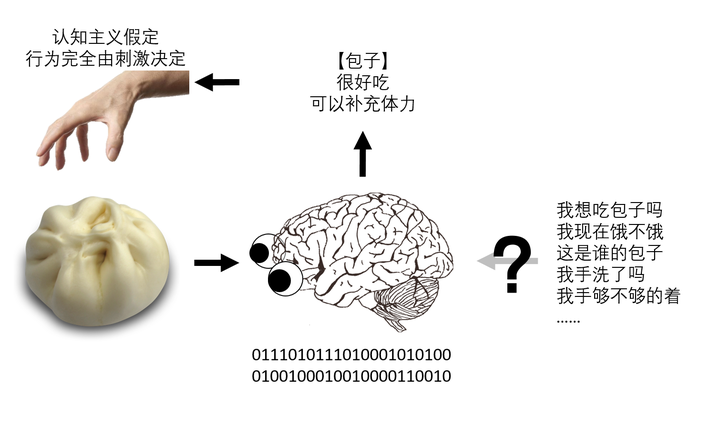 认知主义假定
行为完全由刺激决定
【包子】
很好吃
可以补充体力
?
我想吃包子吗
我现在饿不饿
这是谁的包子
我手洗了吗
我手够不够的着
……
0111010111010001010100
0100100010010000110010